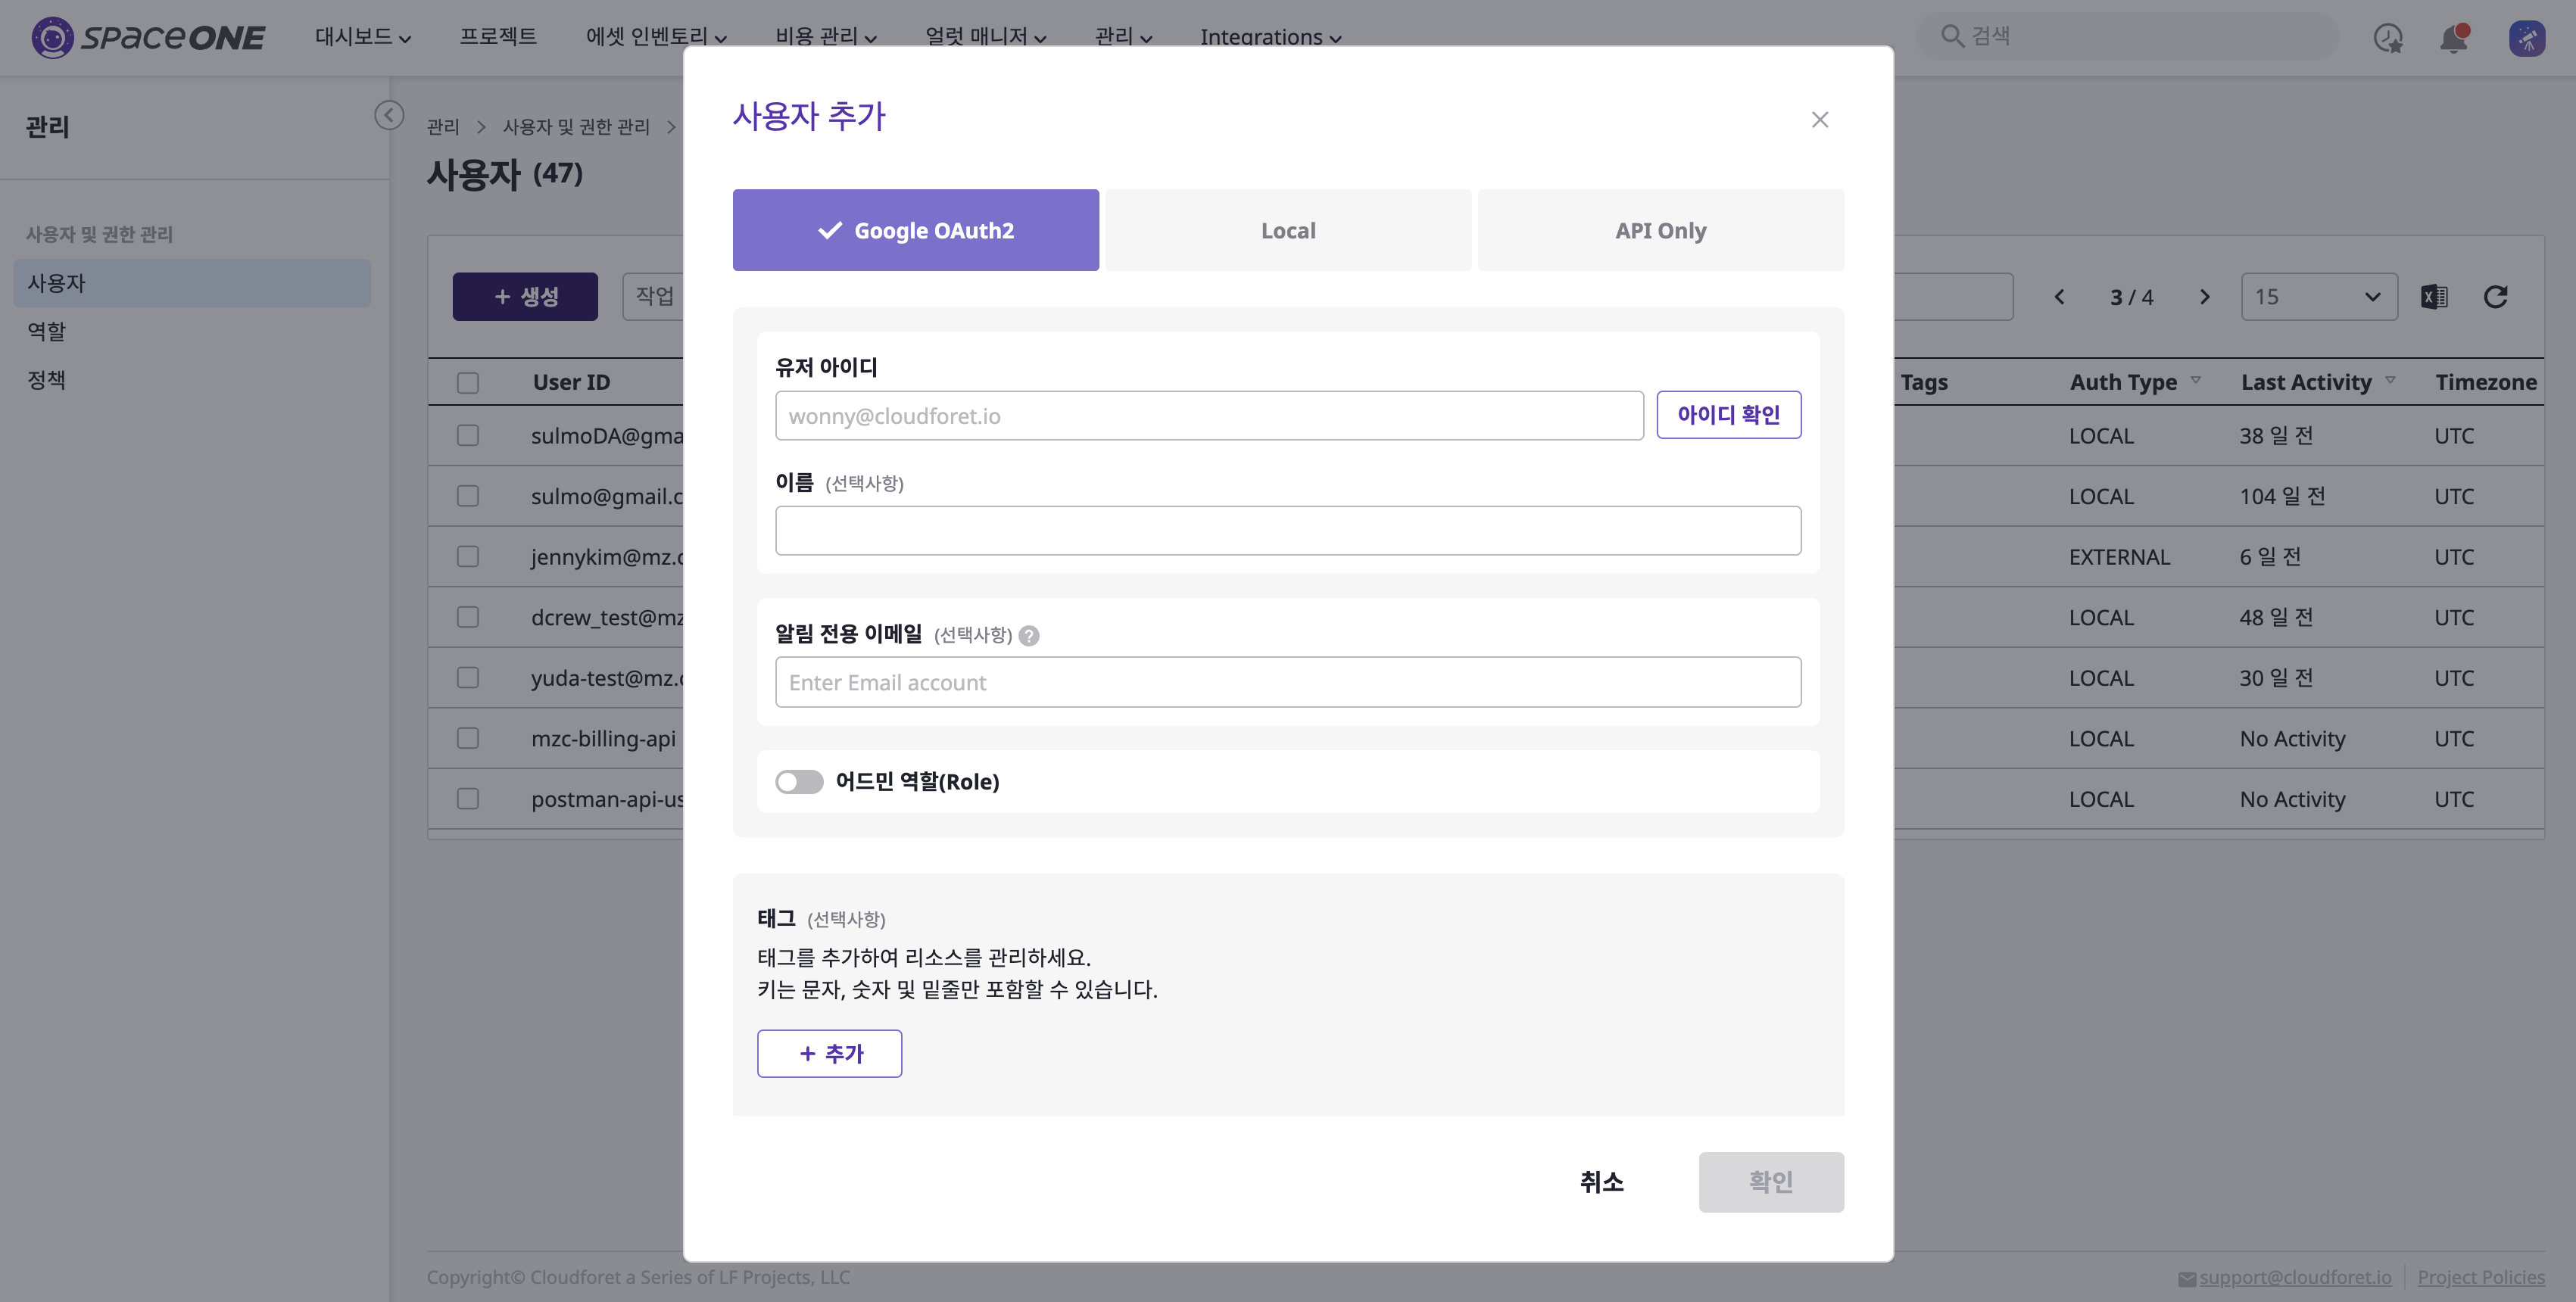 SPACEONE 대시보드 프로젝트 에셋 인벤토리 비용 관리 얼럿 매니저 관리 Integrations 검색
관리
사용자 및 권한 관리
사용자
역할
정책
관리 > 사용자 및 권한 관리 >
사용자 (47)
+ 생성 작업 3 / 4 15
User ID Tags Auth Type Last Activity Timezone
sulmoDA@gma LOCAL 38 일 전 UTC
sulmo@gmail.c LOCAL 104 일 전 UTC
jennykim@mz.c EXTERNAL 6 일 전 UTC
dcrew_test@mz LOCAL 48 일 전 UTC
yuda-test@mz.c LOCAL 30 일 전 UTC
mzc-billing-api LOCAL No Activity UTC
postman-api-us LOCAL No Activity UTC
사용자 추가
Google OAuth2 Local API Only
유저 아이디
wonny@cloudforet.io 아이디 확인
이름 (선택사항)
알림 전용 이메일 (선택사항) ?
Enter Email account
어드민 역할(Role)
태그 (선택사항)
태그를 추가하여 리소스를 관리하세요.
키는 문자, 숫자 및 밑줄만 포함할 수 있습니다.
+ 추가
취소 확인
Copyright© Cloudforet a Series of LF Projects, LLC support@cloudforet.io Project Policies